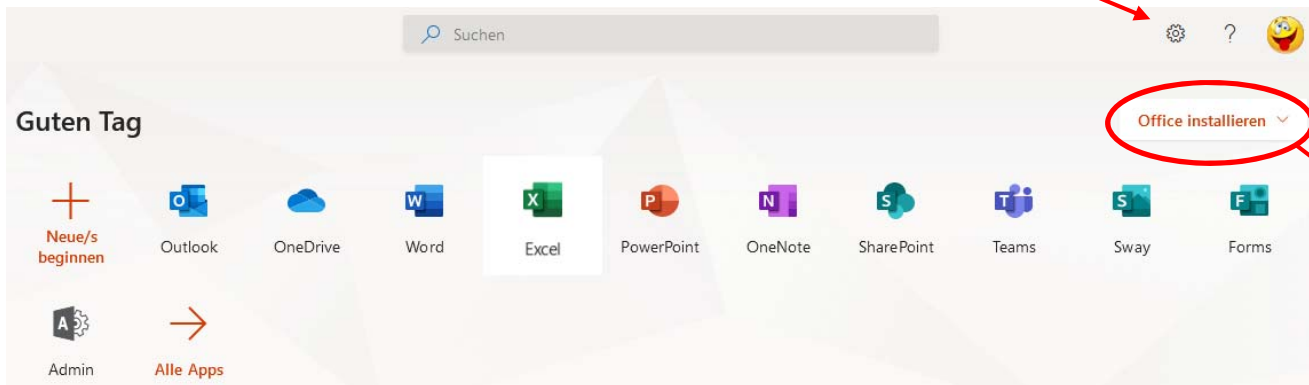 Suchen
?
Guten Tag
Office installieren
Neue/s
beginnen
Outlook
OneDrive
Word
Excel
PowerPoint
OneNote
SharePoint
Teams
Sway
Forms
Admin
Alle Apps